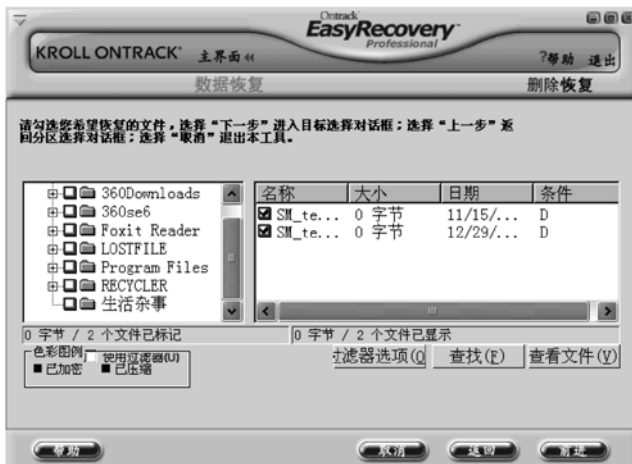 Ontrack
EasyRecovery
Professional
KROLL ONTRACK 主界面
?帮助 退出
数据恢复 删除恢复
请勾选您希望恢复的文件，选择“下一步”进入目标选择对话框；选择“上一步”返
回分区选择对话框；选择“取消”退出本工具。
360Downloads
360se6
Foxit Reader
LOSTFILE
Program Files
RECYCLER
生活杂事
名称 大小 日期 条件
SM_te... 0 字节 11/15/... D
SM_te... 0 字节 12/29/... D
0 字节 / 2 个文件已标记
0 字节 / 2 个文件已显示
色彩图例
使用过滤器(U)
已加密 已压缩
滤器选项(O 查找(F) 查看文件(V)
帮助 取消 返回 前进